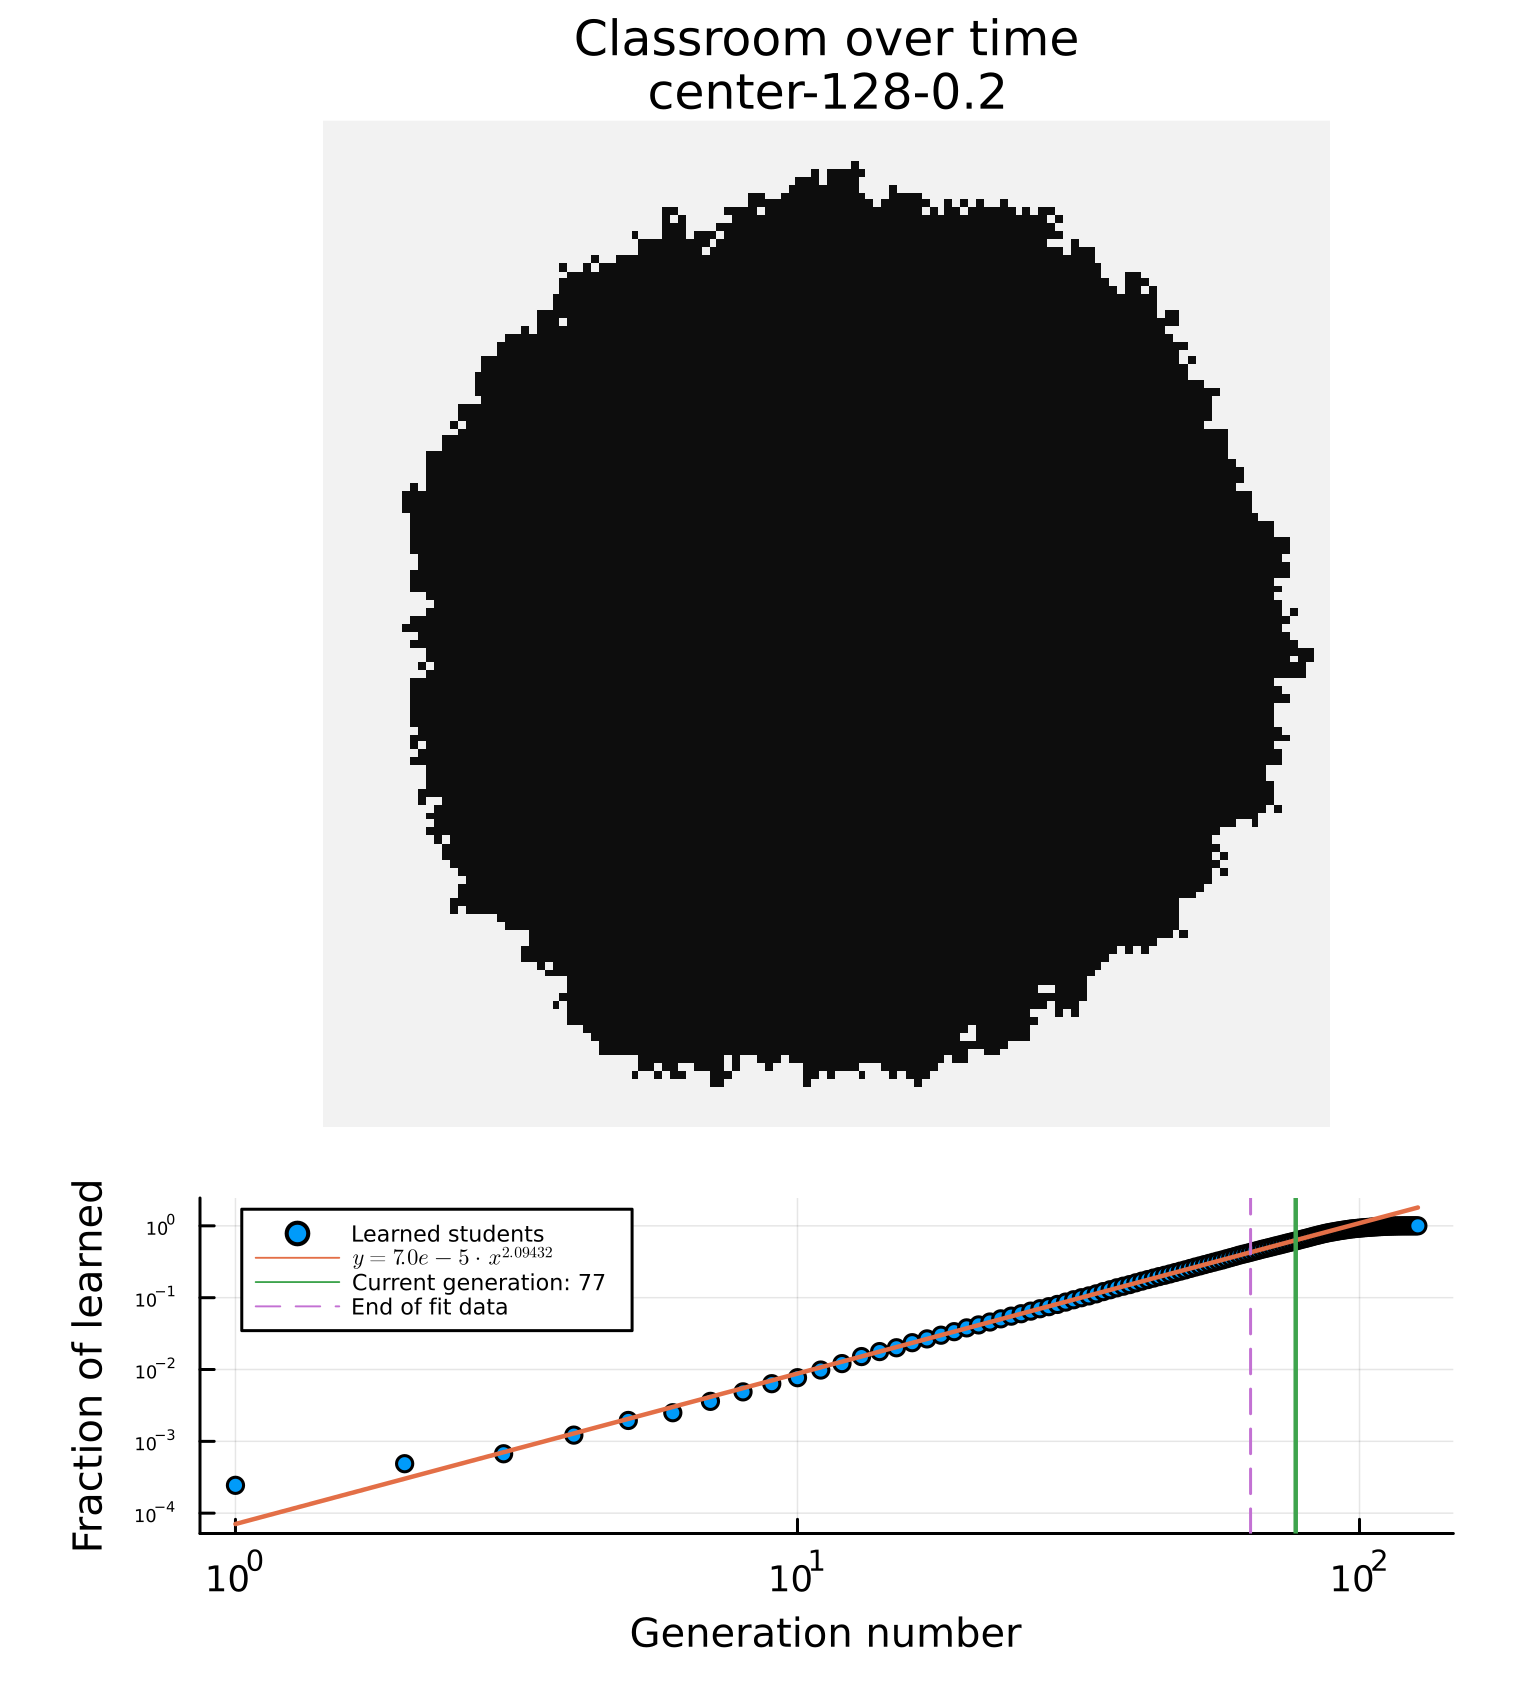 Classroom over time
center-128-0.2
Fraction of learned
10^0
10^-1
10^-2
10^-3
10^-4
Learned students
y = 7.0e − 5 · x^2.09432
Current generation: 77
End of fit data
10^0 10^1 10^2
Generation number